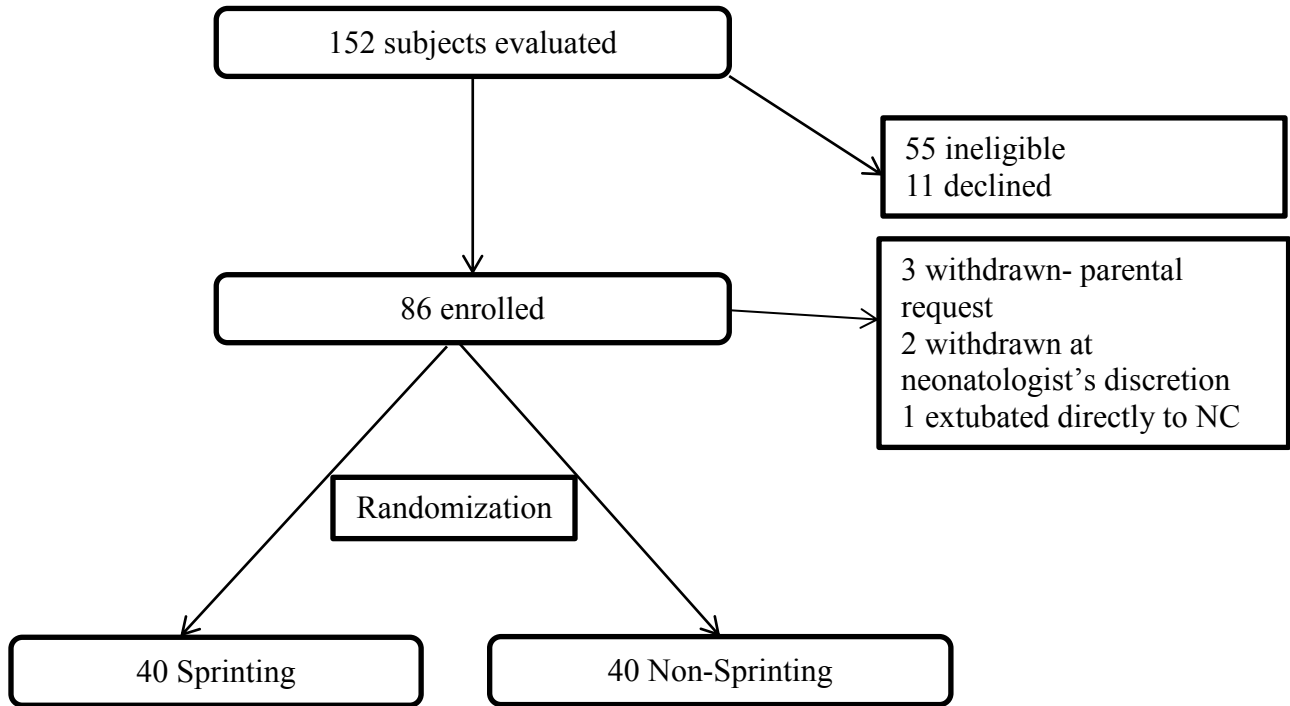 152 subjects evaluated
55 ineligible
11 declined
86 enrolled
3 withdrawn- parental
request
2 withdrawn at
neonatologist’s discretion
1 extubated directly to NC
Randomization
40 Sprinting
40 Non-Sprinting